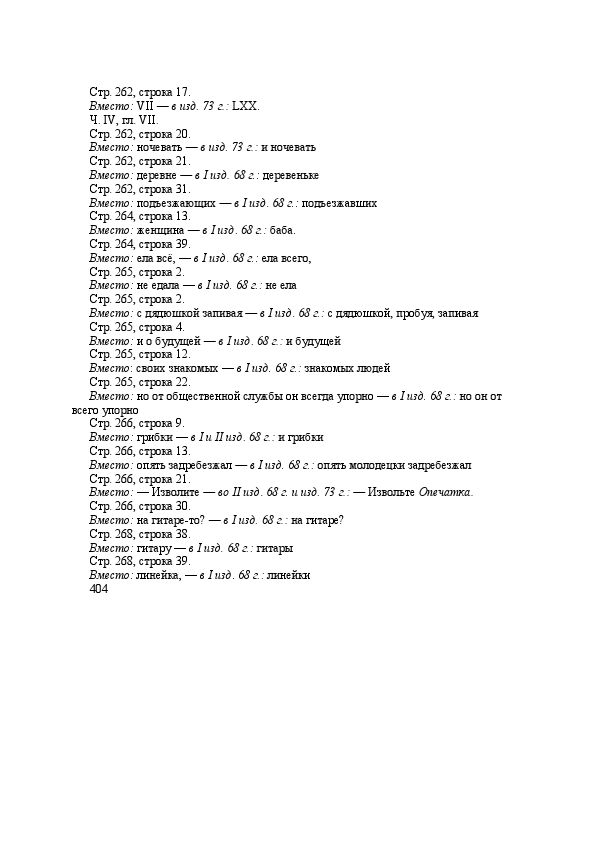 Стр. 262, строка 17.
Вместо: VII — в изд. 73 г.: LXX.
Ч. IV, гл. VII.
Стр. 262, строка 20.
Вместо: ночевать — в изд. 73 г.: и ночевать
Стр. 262, строка 21.
Вместо: деревне — в I изд. 68 г.: деревеньке
Стр. 262, строка 31.
Вместо: подъезжающих — в I изд. 68 г.: подъезжавших
Стр. 264, строка 13.
Вместо: женщина — в I изд. 68 г.: баба.
Стр. 264, строка 39.
Вместо: ела всё, — в I изд. 68 г.: ела всего,
Стр. 265, строка 2.
Вместо: не едала — в I изд. 68 г.: не ела
Стр. 265, строка 2.
Вместо: с дядюшкой запивая — в I изд. 68 г.: с дядюшкой, пробуя, запивая
Стр. 265, строка 4.
Вместо: и о будущей — в I изд. 68 г.: и будущей
Стр. 265, строка 12.
Вместо: своих знакомых — в I изд. 68 г.: знакомых людей
Стр. 265, строка 22.
Вместо: но от общественной службы он всегда упорно — в I изд. 68 г.: но он от
всего упорно
Стр. 266, строка 9.
Вместо: грибки — в I и II изд. 68 г.: и грибки
Стр. 266, строка 13.
Вместо: опять задребезжал — в I изд. 68 г.: опять молодецки задребезжал
Стр. 266, строка 21.
Вместо: — Изволите — во II изд. 68 г. и изд. 73 г.: — Извольте Опечатка.
Стр. 266, строка 30.
Вместо: на гитаре-то? — в I изд. 68 г.: на гитаре?
Стр. 268, строка 38.
Вместо: гитару — в I изд. 68 г.: гитары
Стр. 268, строка 39.
Вместо: линейка, — в I изд. 68 г.: линейки
404